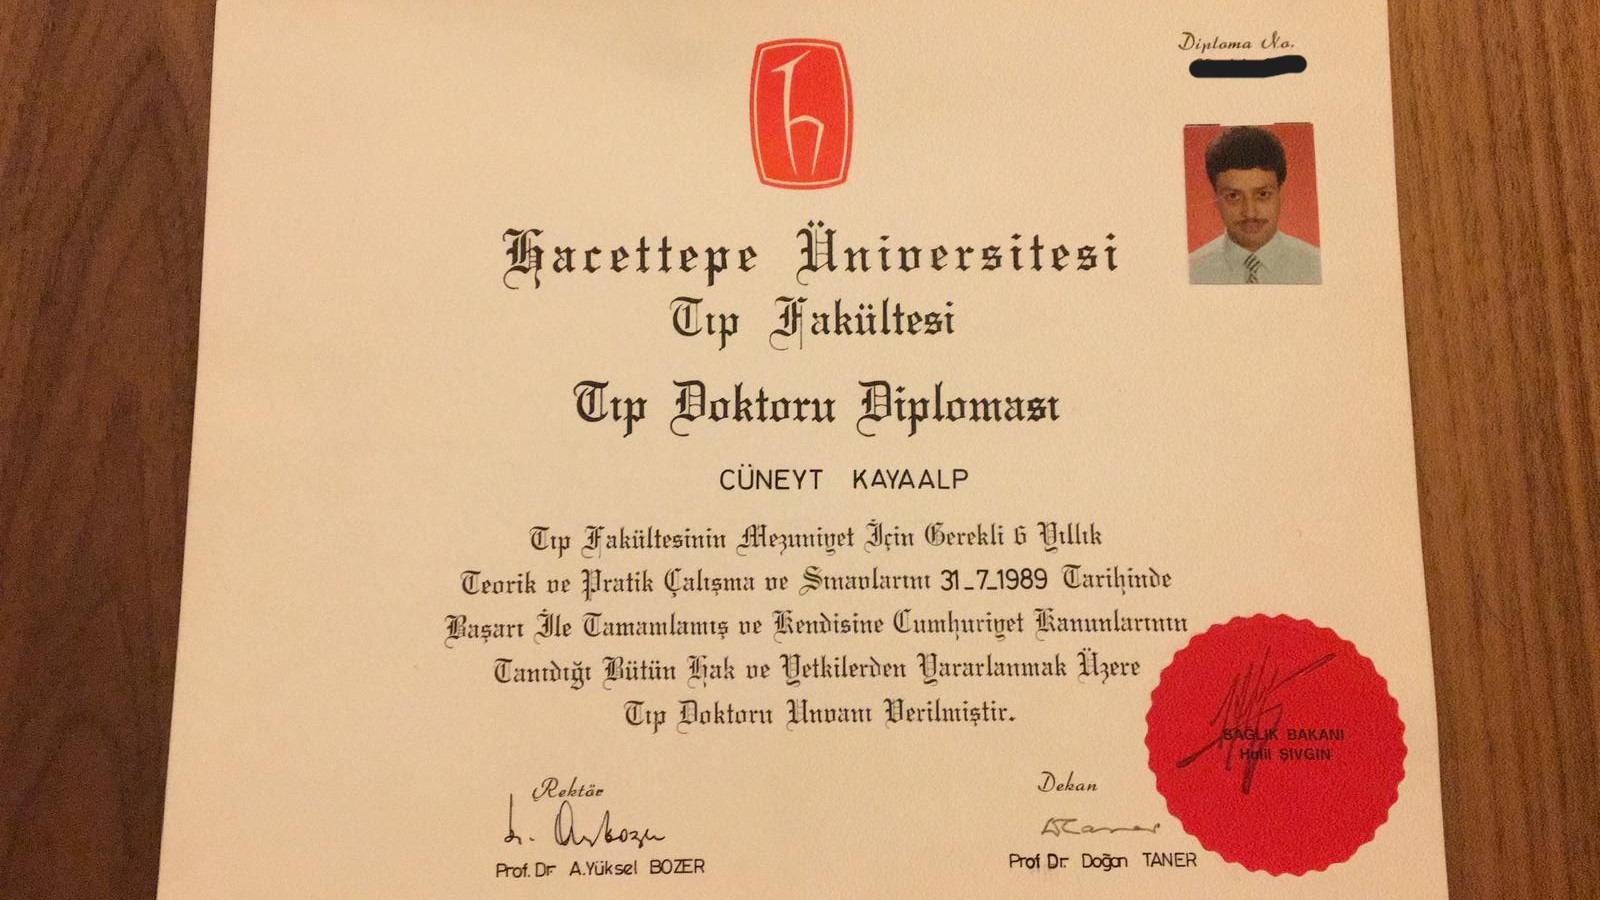 Diploma No.
h
Hacettepe Üniversitesi
Tıp Fakültesi
Tıp Doktoru Diploması
CÜNEYT KAYAALP
Tıp Fakültesinin Mezuniyet İçin Gerekli 6 Yıllık
Teorik ve Pratik Çalışma ve Sınavlarını 31_7_1989 Tarihinde
Başarı İle Tamamlamış ve Kendisine Cumhuriyet Kanunlarının
Tanıdığı Bütün Hak ve Yetkilerden Yararlanmak Üzere
Tıp Doktoru Unvanı Verilmiştir.
SAĞLIK BAKANI
Halil ŞIVGIN
Rektör
Prof. Dr. A.Yüksel BOZER
Dekan
Prof Dr. Doğan TANER